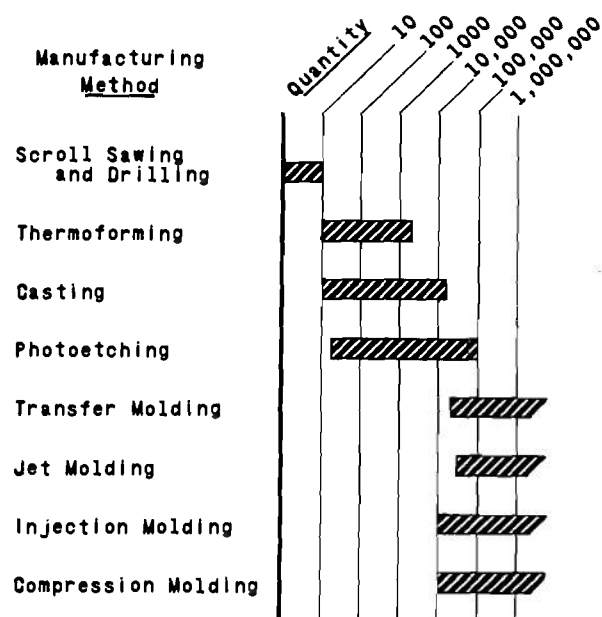 Manufacturing
Method
Quantity
10
100
1000
10,000
100,000
1,000,000
Scroll Sawing
and Drilling
Thermoforming
Casting
Photoetching
Transfer Molding
Jet Molding
Injection Molding
Compression Molding